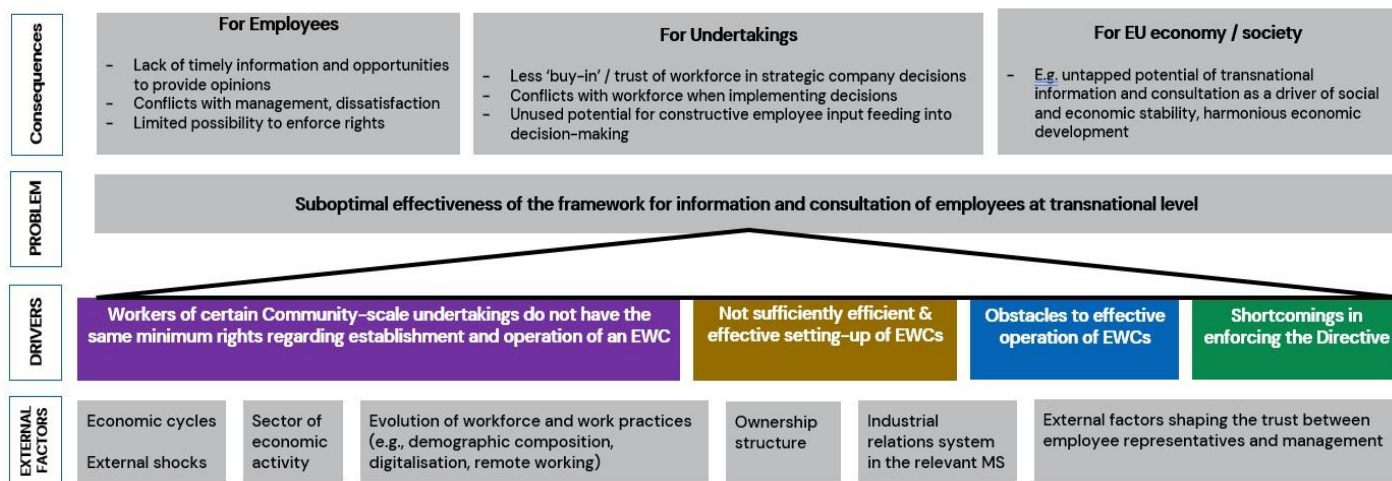 Consequences
For Employees
- Lack of timely information and opportunities
to provide opinions
- Conflicts with management, dissatisfaction
- Limited possibility to enforce rights
For Undertakings
- Less 'buy-in' / trust of workforce in strategic company decisions
- Conflicts with workforce when implementing decisions
- Unused potential for constructive employee input feeding into
decision-making
For EU economy / society
- E.g. untapped potential of transnational
information and consultation as a driver of social
and economic stability, harmonious economic
development
PROBLEM
Suboptimal effectiveness of the framework for information and consultation of employees at transnational level
DRIVERS
Workers of certain Community-scale undertakings do not have the
same minimum rights regarding establishment and operation of an EWC
Not sufficiently efficient &
effective setting-up of EWCs
Obstacles to effective
operation of EWCs
Shortcomings in
enforcing the Directive
EXTERNAL
FACTORS
Economic cycles
External shocks
Sector of
economic
activity
Evolution of workforce and work practices
(e.g., demographic composition,
digitalisation, remote working)
Ownership
structure
Industrial
relations system
in the relevant MS
External factors shaping the trust between
employee representatives and management